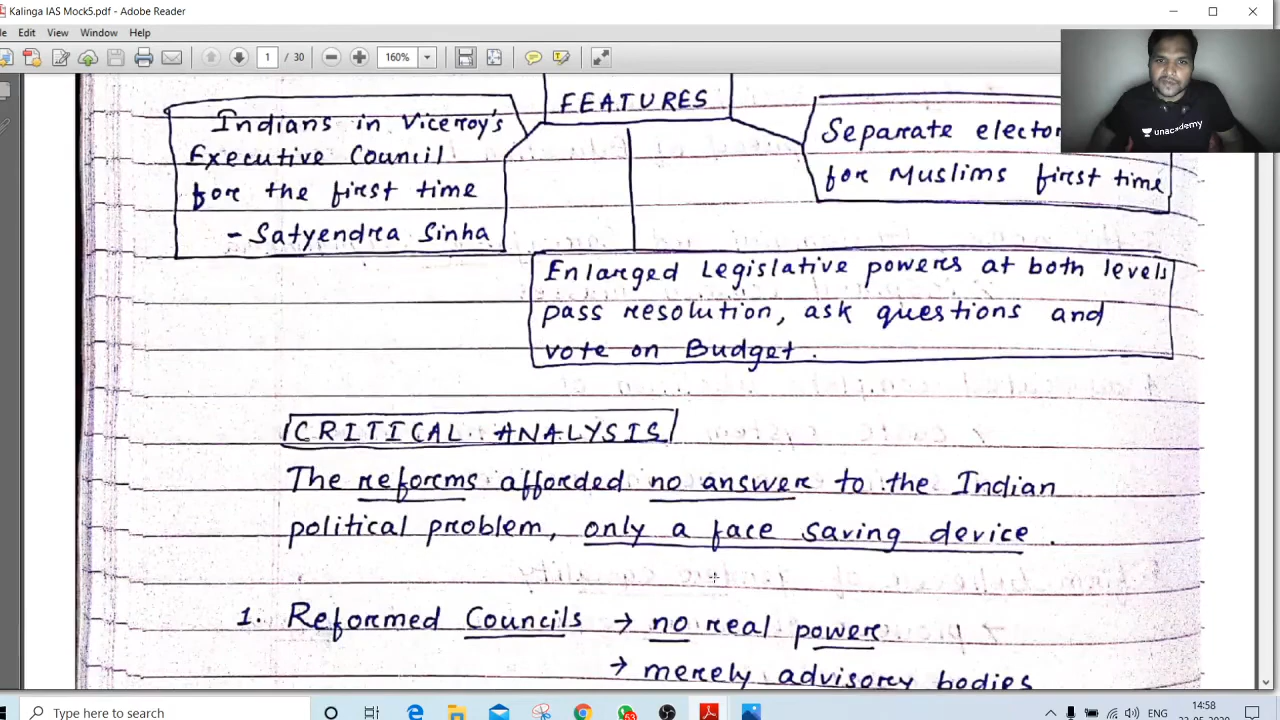 Kalinga IAS Mock5.pdf - Adobe Reader
Edit View Window Help
1 / 30 160%
FEATURES
Indians in Viceroy's
Executive Council
for the first time
- Satyendra Sinha
Separate
for Muslims first time
unacademy
Enlarged Legislative powers at both levels
pass resolution, ask questions and
vote on Budget.
CRITICAL ANALYSIS
The reforms afforded no answer to the Indian
political problem, only a face saving device.
1. Reformed Councils → no real power
→ merely advisory bodies
Type here to search
ENG
14:58